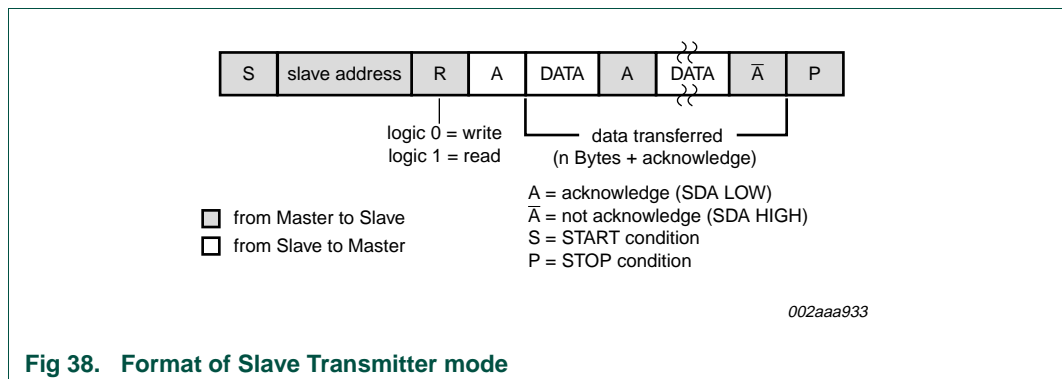 S slave address R A DATA A DATA A̅ P
logic 0 = write
logic 1 = read
data transferred
(n Bytes + acknowledge)
A = acknowledge (SDA LOW)
A̅ = not acknowledge (SDA HIGH)
S = START condition
P = STOP condition
from Master to Slave
from Slave to Master
002aaa933
Fig 38. Format of Slave Transmitter mode